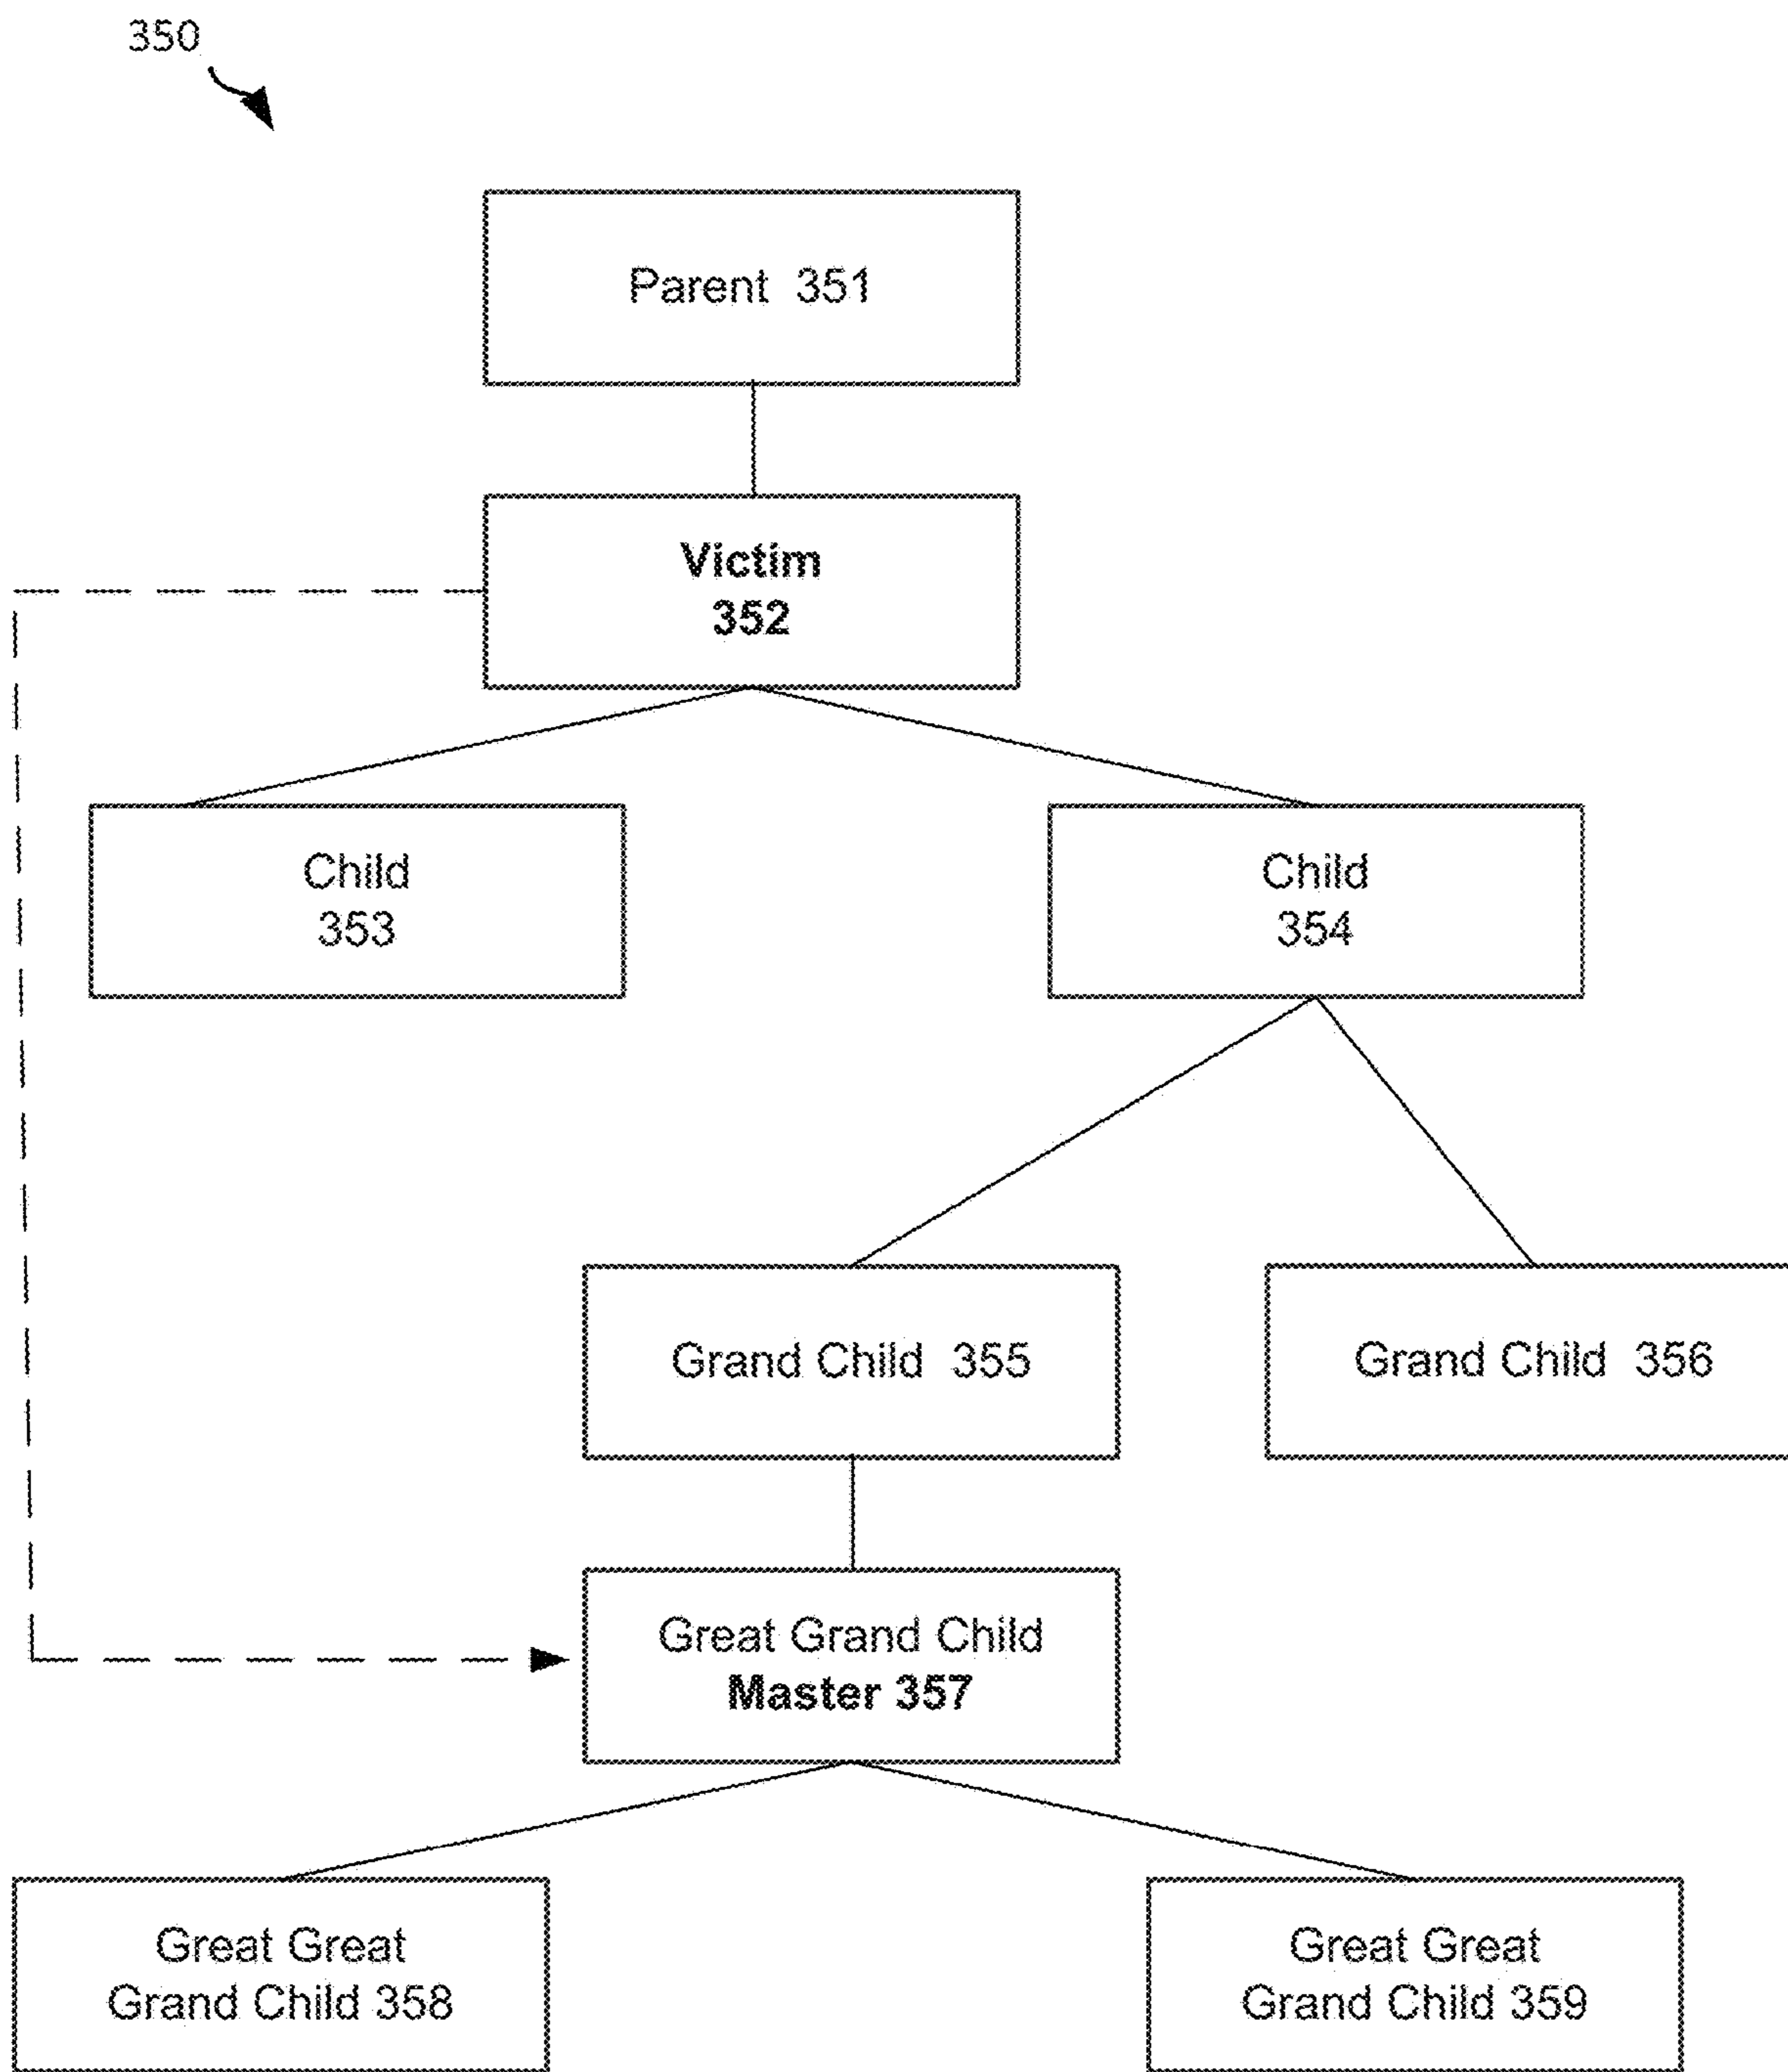 350
Parent 351
Victim
352
Child
353
Child
354
Grand Child 355
Grand Child 356
Great Grand Child
Master 357
Great Great
Grand Child 358
Great Great
Grand Child 359